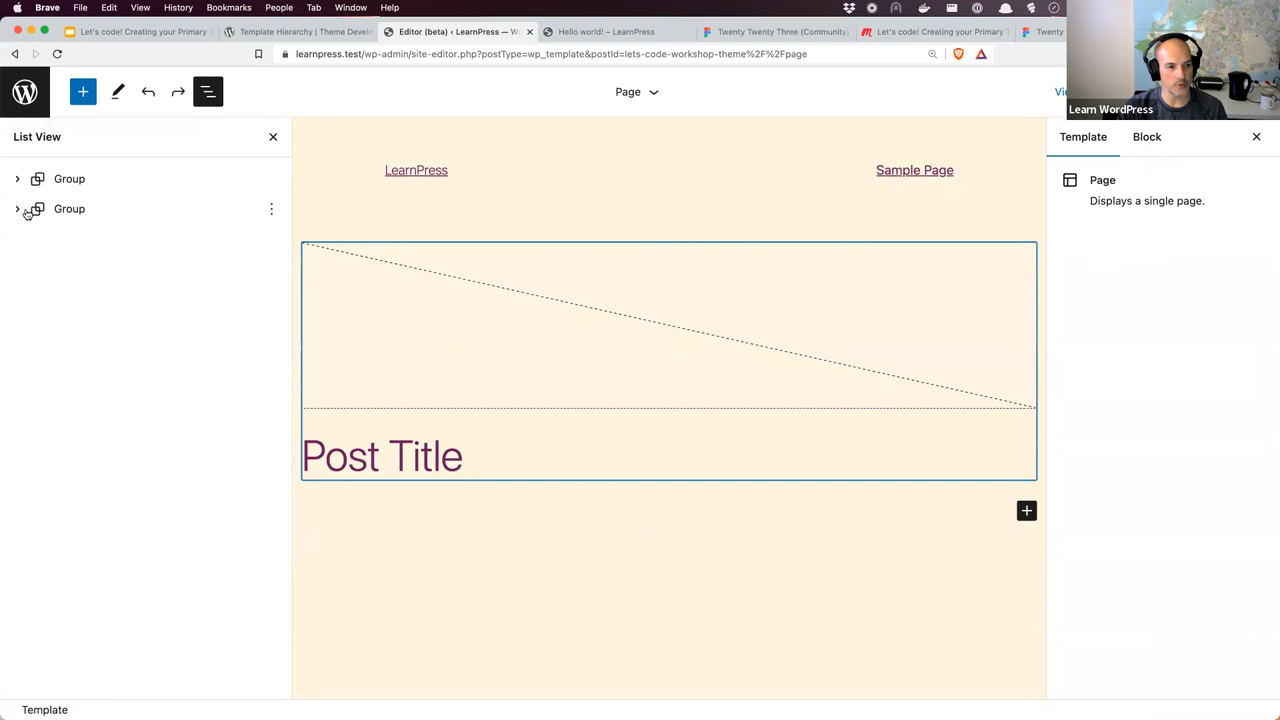 Brave File Edit View History Bookmarks People Tab Window Help
Let's code! Creating your Primary
Template Hierarchy | Theme Develo
Editor (beta) ‹ LearnPress — Wo
Hello world! – LearnPress
Twenty Twenty Three (Community)
Let's code! Creating your Primary T
Twenty
learnpress.test/wp-admin/site-editor.php?postType=wp_template&postId=lets-code-workshop-theme%2F%2Fpage
Page
Learn WordPress
List View
Template
Block
LearnPress
Sample Page
Group
Page
Displays a single page.
Group
Post Title
Template